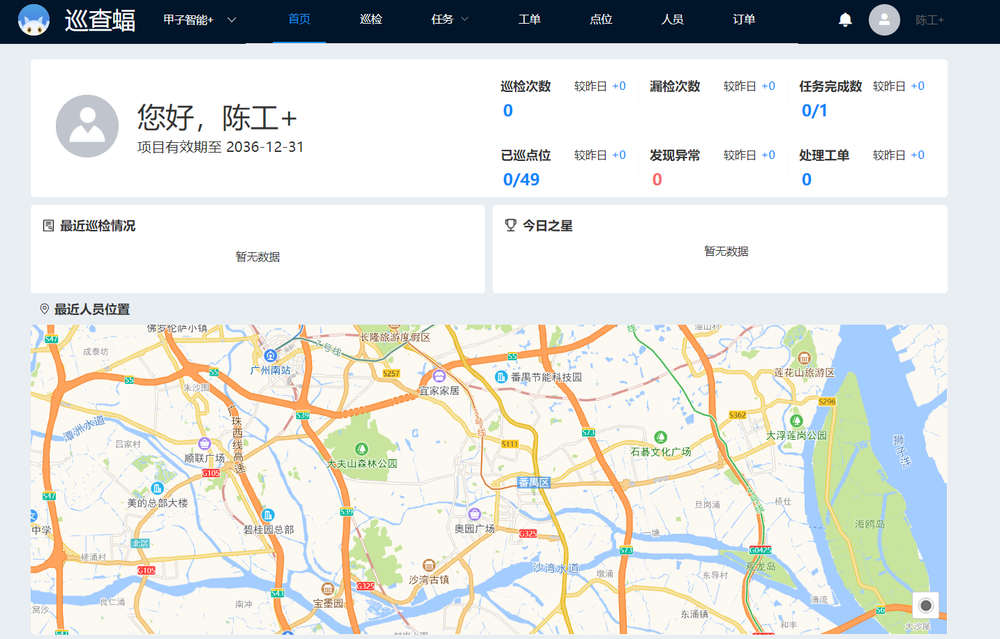 巡查蝠 甲子智能+ 首页 巡检 任务 工单 点位 人员 订单 陈工+
您好，陈工+
项目有效期至 2036-12-31
巡检次数 较昨日 +0
0
漏检次数 较昨日 +0
任务完成数 较昨日 +0
0/1
已巡点位 较昨日 +0
0/49
发现异常 较昨日 +0
0
处理工单 较昨日 +0
0
最近巡检情况
暂无数据
今日之星
暂无数据
最近人员位置
佛罗伦萨小镇
长隆旅游度假区
漳山村
线
S47
成泰坊
7号线
广州南站
S5
S5
S5
S257
宜家家居
番禺节能科技园
莲花山旅游区
朱沙围
S296
S39
S362
潭洲水道
广珠西线高速
3号线
S73
大浮莲岗公园
吕家村
顺联广场
大夫山森林公园
S111
石碁文化广场
狮子洋
G105
番禺区
美的总部大楼
S47
S39
4号线
旦岗涌
桥仕
中学
碧桂园总部
奥园广场
G325
一塘
海鸥岛
北滘
S73
G0425
槎涌村
G105
沙湾古镇
沙湾水道
墩涌
东导村
观龙岛
G325
S43
宝墨园
良仁涌
南冲
清流
窝沙
东涌镇
S6
和丰
大沙尾
S47